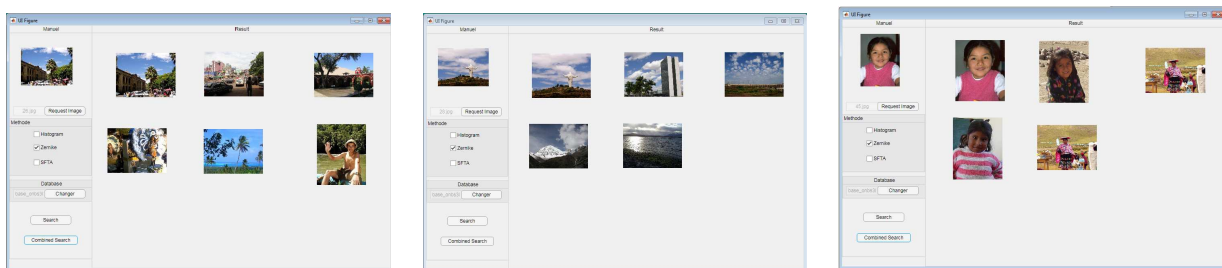 UI Figure
Manuel
Result
28.jpg
Request Image
Methode
Histogram
Zernike
SFTA
Database
Changer
Search
Combined Search
UI Figure
Manuel
Result
Request Image
Methode
Histogram
Zernike
SFTA
Database
Changer
Search
Combined Search
UI Figure
Manuel
Result
45.jpg
Request Image
Methode
Histogram
Zernike
SFTA
Database
Changer
Search
Combined Search